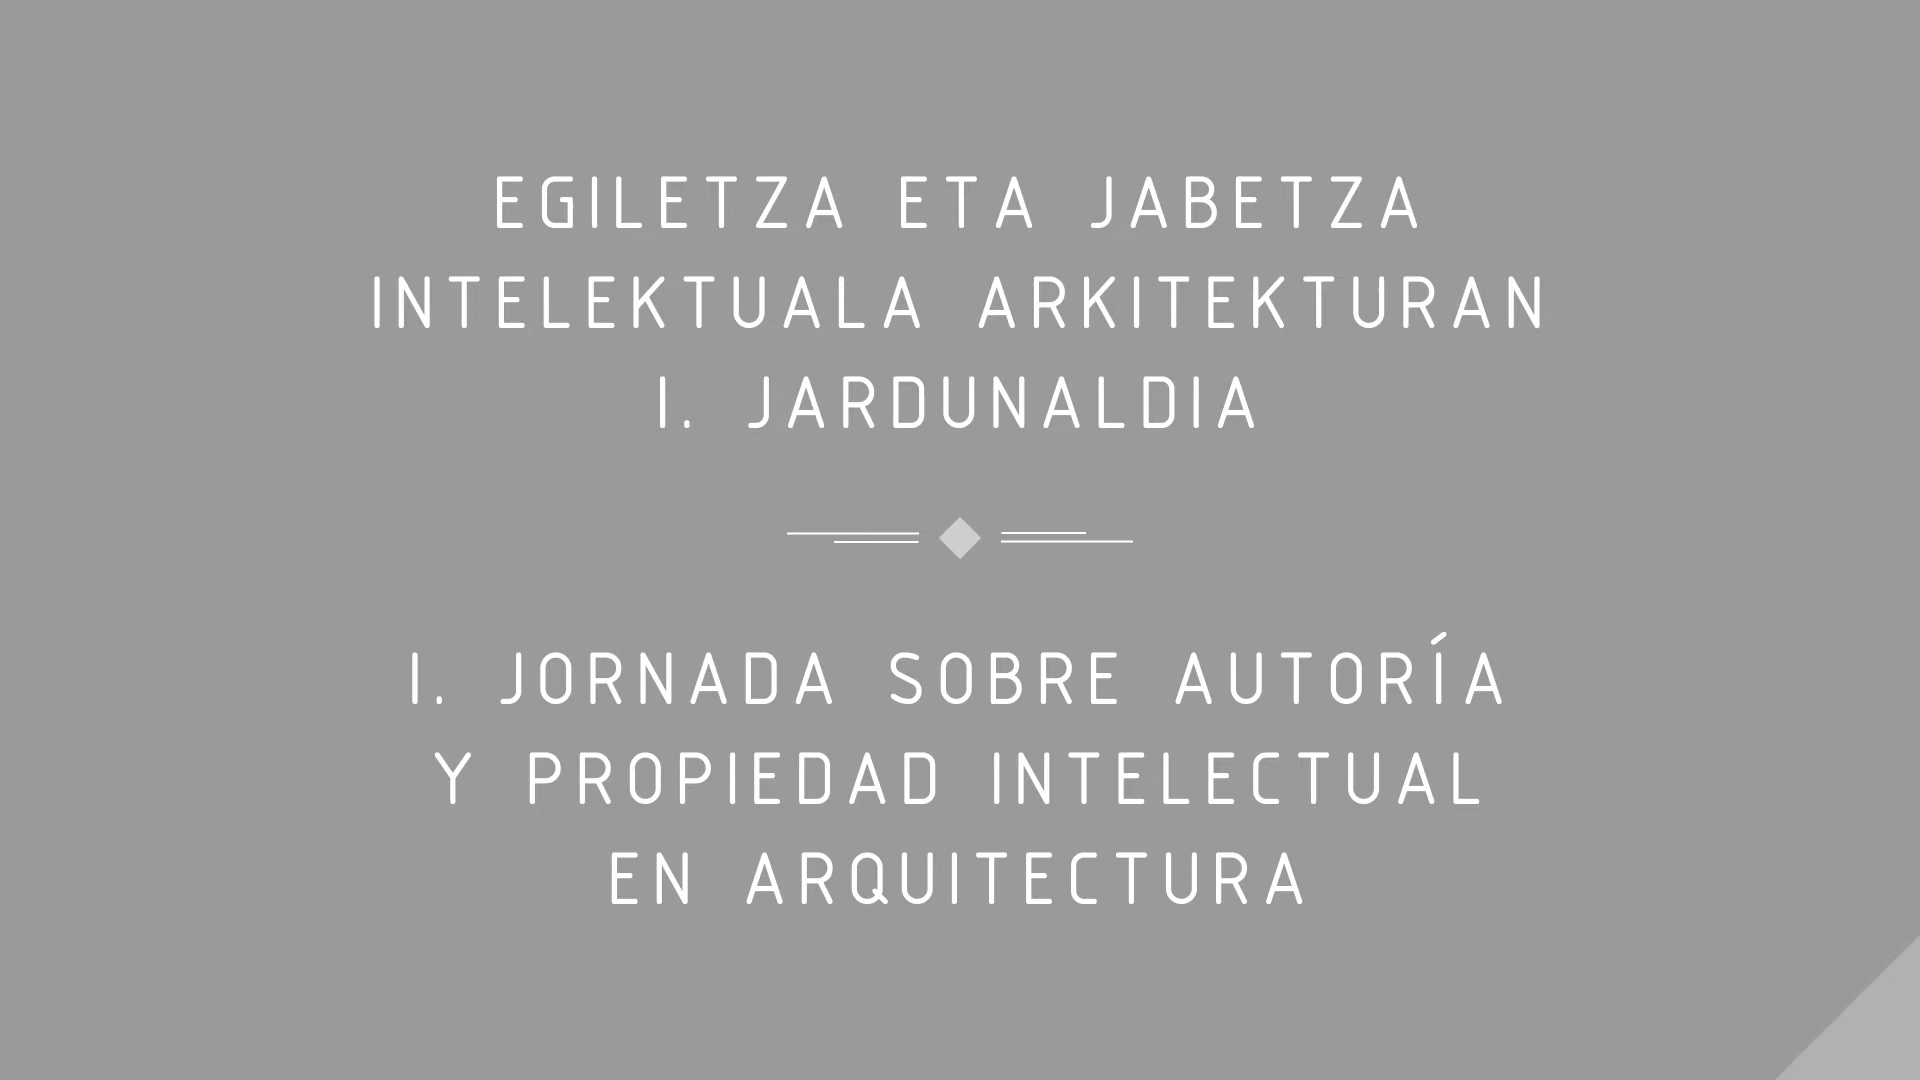 EGILETZA ETA JABETZA
INTELEKTUALA ARKITEKTURAN
I. JARDUNALDIA
I. JORNADA SOBRE AUTORÍA
Y PROPIEDAD INTELECTUAL
EN ARQUITECTURA